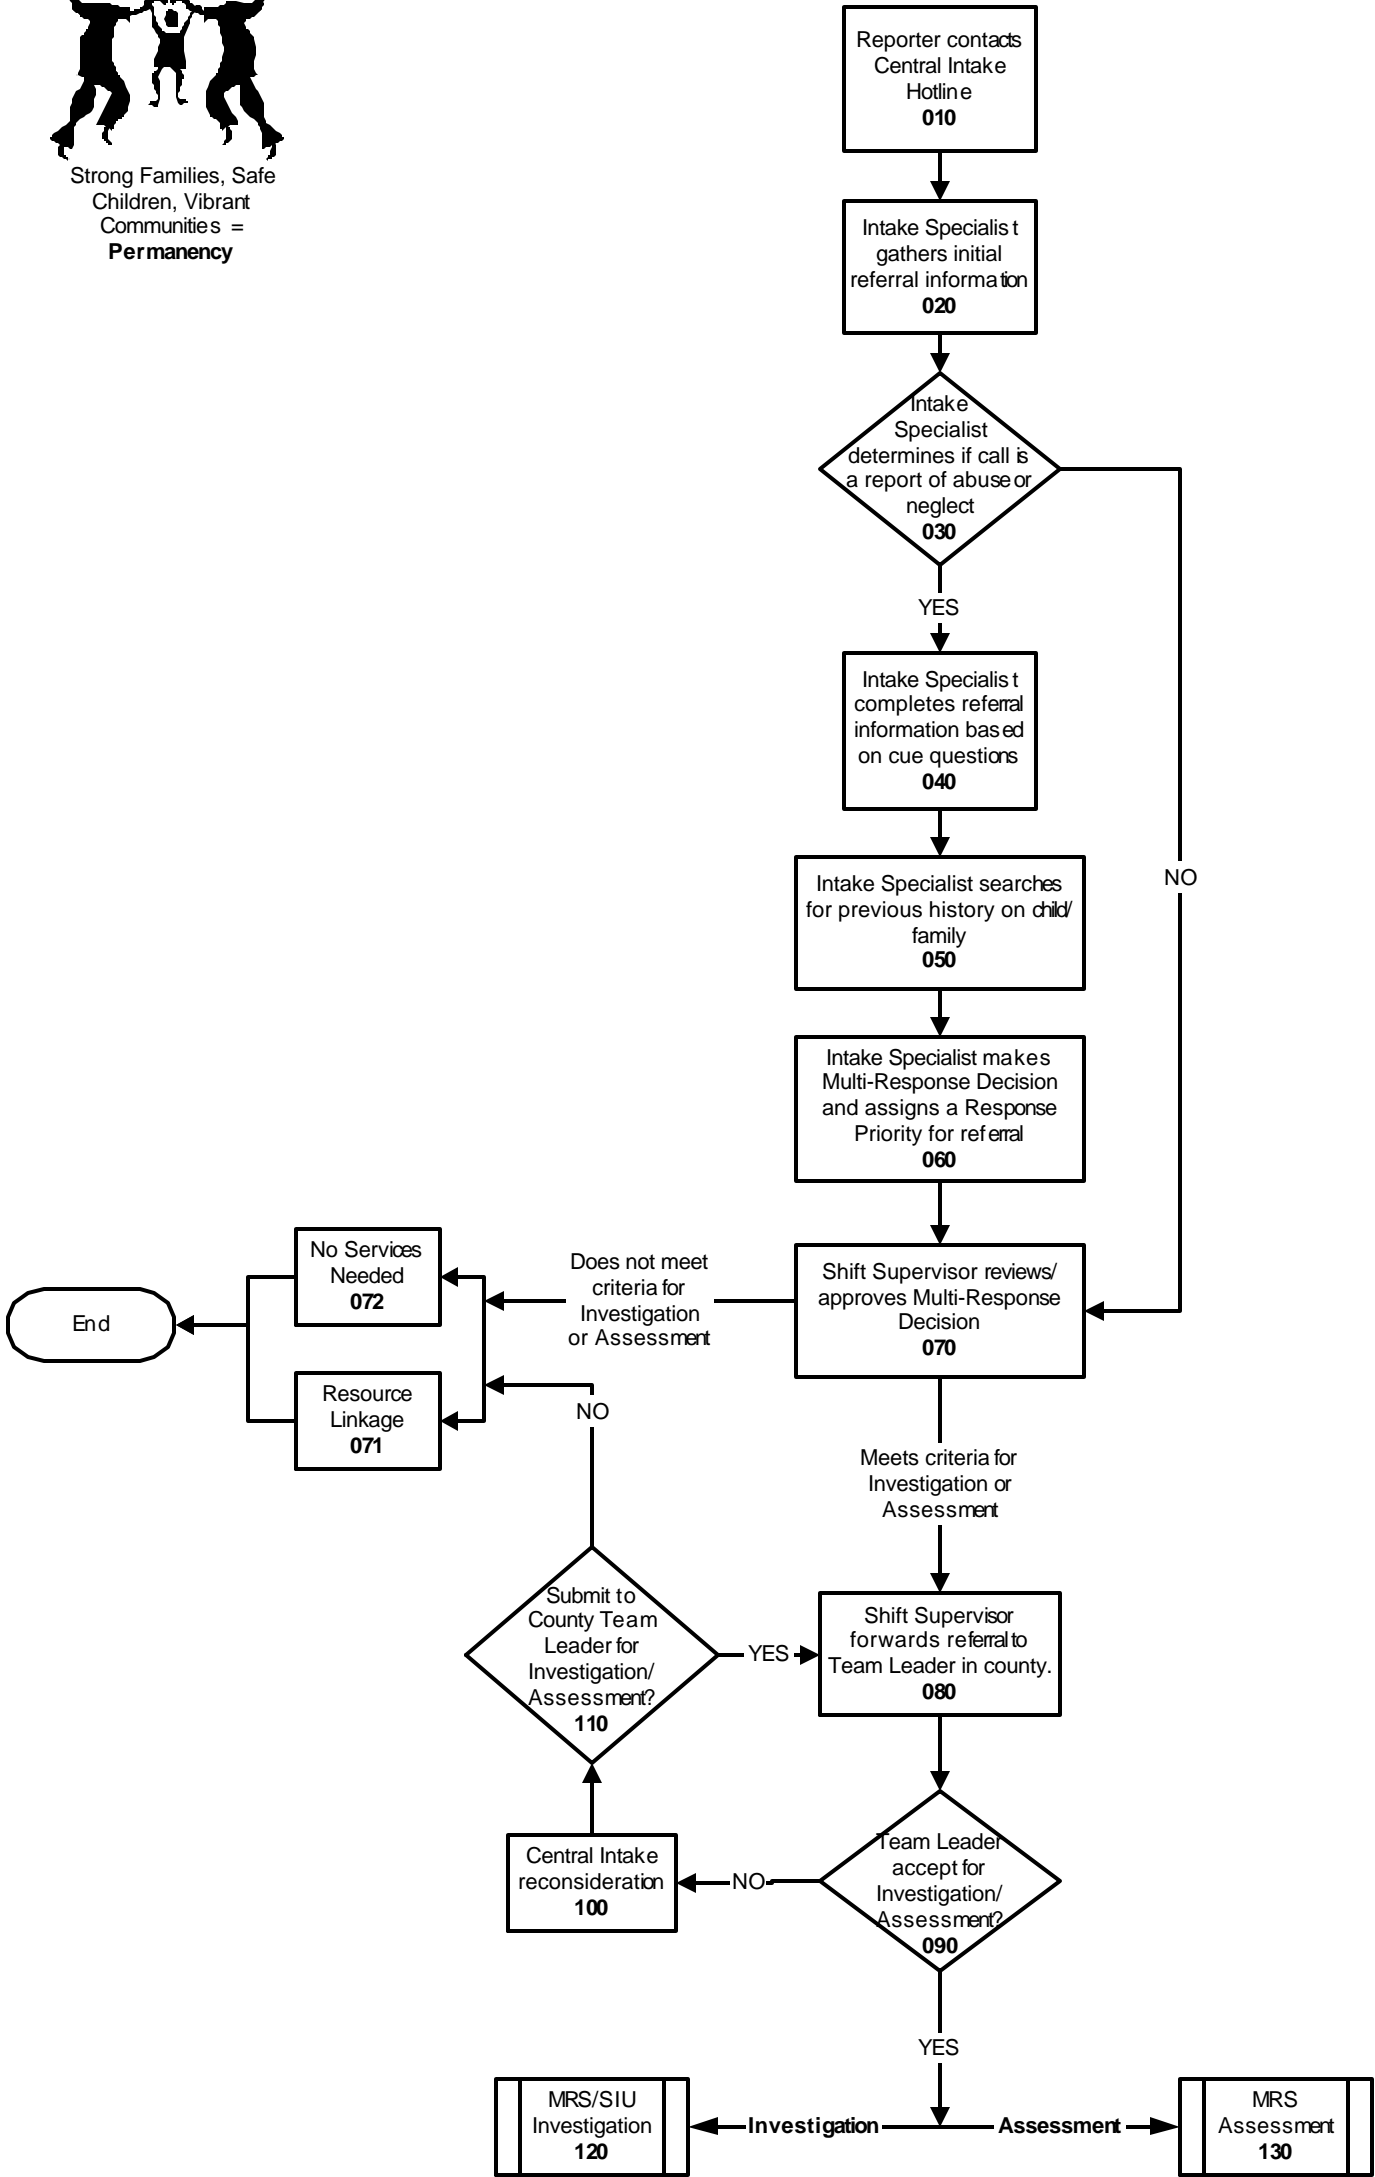 Strong Families, Safe
Children, Vibrant
Communities =
Permanency
Reporter contacts
Central Intake
Hotline
010
Intake Specialist
gathers initial
referral information
020
Intake
Specialist
determines if call is
a report of abuse or
neglect
030
YES
NO
Intake Specialist
completes referral
information based
on cue questions
040
Intake Specialist searches
for previous history on child/
family
050
Intake Specialist makes
Multi-Response Decision
and assigns a Response
Priority for referral
060
Shift Supervisor reviews/
approves Multi-Response
Decision
070
Does not meet
criteria for
Investigation
or Assessment
No Services
Needed
072
End
Resource
Linkage
071
NO
Meets criteria for
Investigation or
Assessment
Submit to
County Team
Leader for
Investigation/
Assessment?
110
YES
Shift Supervisor
forwards referral to
Team Leader in county.
080
Central Intake
reconsideration
100
NO
Team Leader
accept for
Investigation/
Assessment?
090
YES
MRS/SIU
Investigation
120
Investigation
Assessment
MRS
Assessment
130